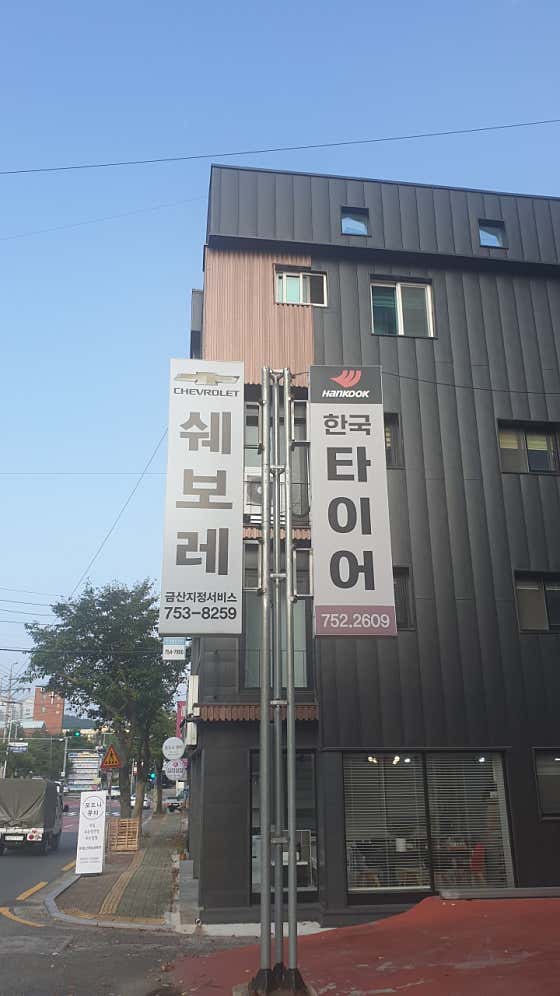 CHEVROLET
쉐보레
금산지정서비스
753-8259
HANKOOK
한국
타이어
752.2609